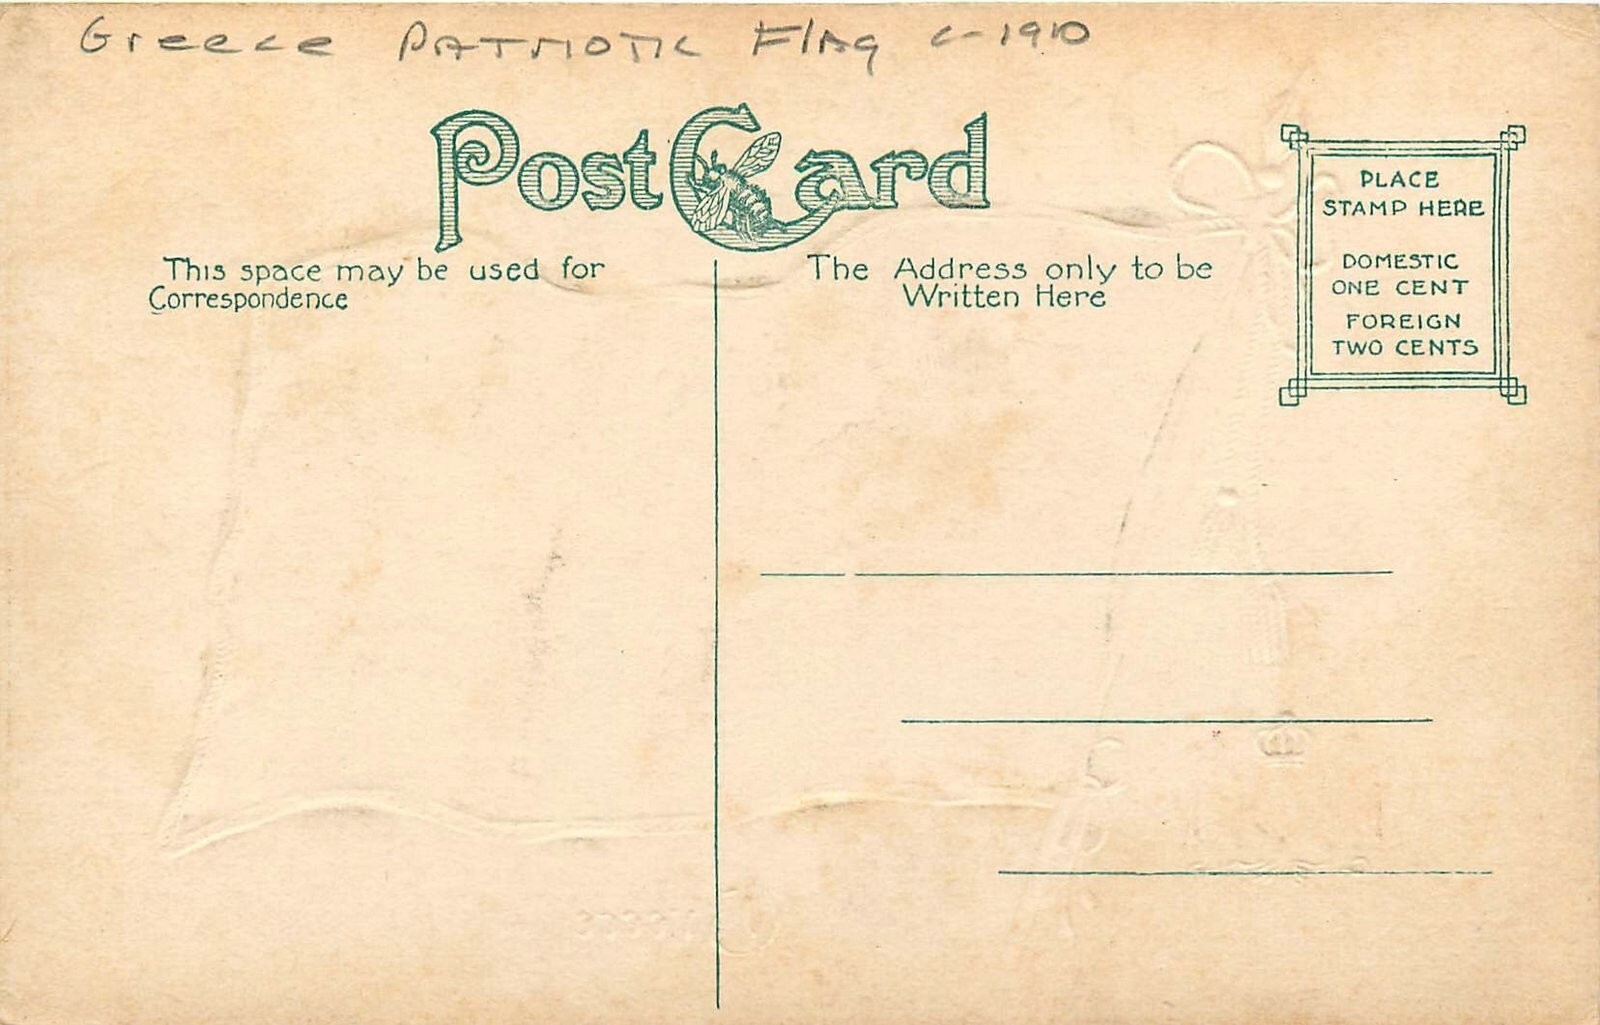 Greece PATRIOTIC Flag c-1910
Post Card
This space may be used for
Correspondence
The Address only to be
Written Here
PLACE
STAMP HERE
DOMESTIC
ONE CENT
FOREIGN
TWO CENTS